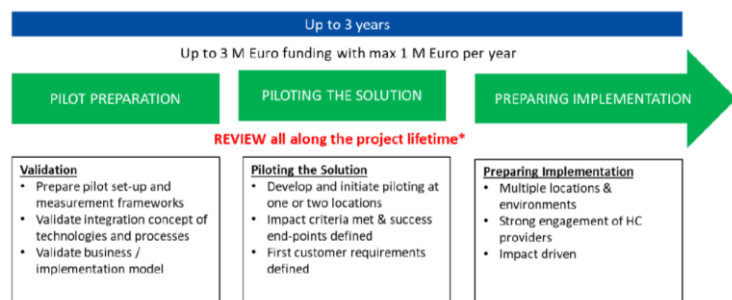 Up to 3 years
Up to 3 M Euro funding with max 1 M Euro per year
PILOT PREPARATION
PILOTING THE SOLUTION
PREPARING IMPLEMENTATION
REVIEW all along the project lifetime*
Validation
• Prepare pilot set-up and
measurement frameworks
• Validate integration concept of
technologies and processes
• Validate business /
implementation model
Piloting the Solution
• Develop and initiate piloting at
one or two locations
• Impact criteria met & success
end-points defined
• First customer requirements
defined
Preparing Implementation
• Multiple locations &
environments
• Strong engagement of HC
providers
• Impact driven